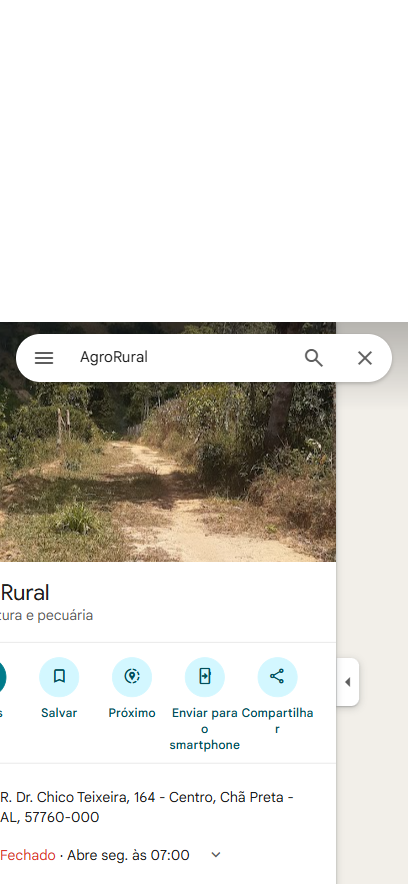 AgroRural
Rural
tura e pecuária
s
Salvar
Próximo
Enviar para
o
smartphone
Compartilha
r
R. Dr. Chico Teixeira, 164 - Centro, Chã Preta -
AL, 57760-000
Fechado · Abre seg. às 07:00